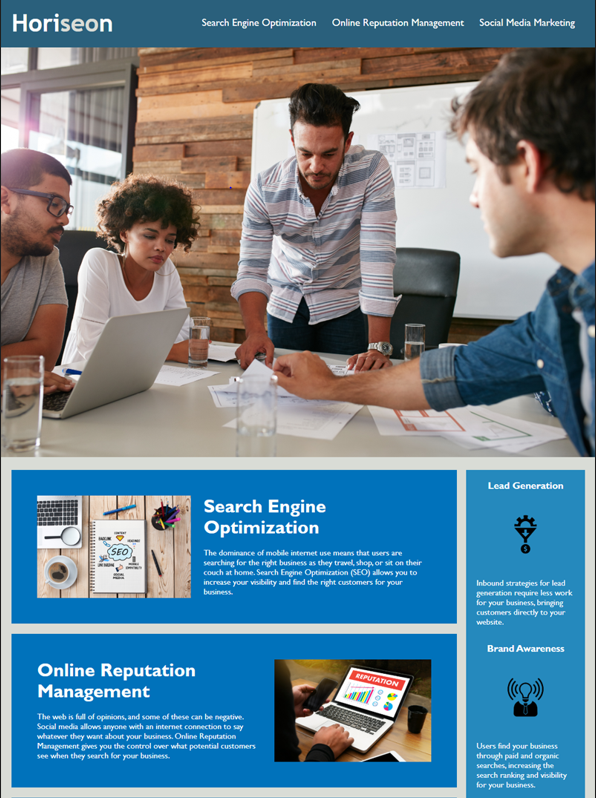 Horiseon
Search Engine Optimization
Online Reputation Management
Social Media Marketing
Search Engine
Optimization
The dominance of mobile internet use means that users are
searching for the right business as they travel, shop, or sit on their
couch at home. Search Engine Optimization (SEO) allows you to
increase your visibility and find the right customers for your
business.
SEO
Online Reputation
Management
The web is full of opinions, and some of these can be negative.
Social media allows anyone with an internet connection to say
whatever they want about your business. Online Reputation
Management gives you the control over what potential customers
see when they search for your business.
REPUTATION
Lead Generation
Inbound strategies for lead
generation require less work
for your business, bringing
customers directly to your
website.
Brand Awareness
Users find your business
through paid and organic
searches, increasing the
search ranking and visibility
for your business.